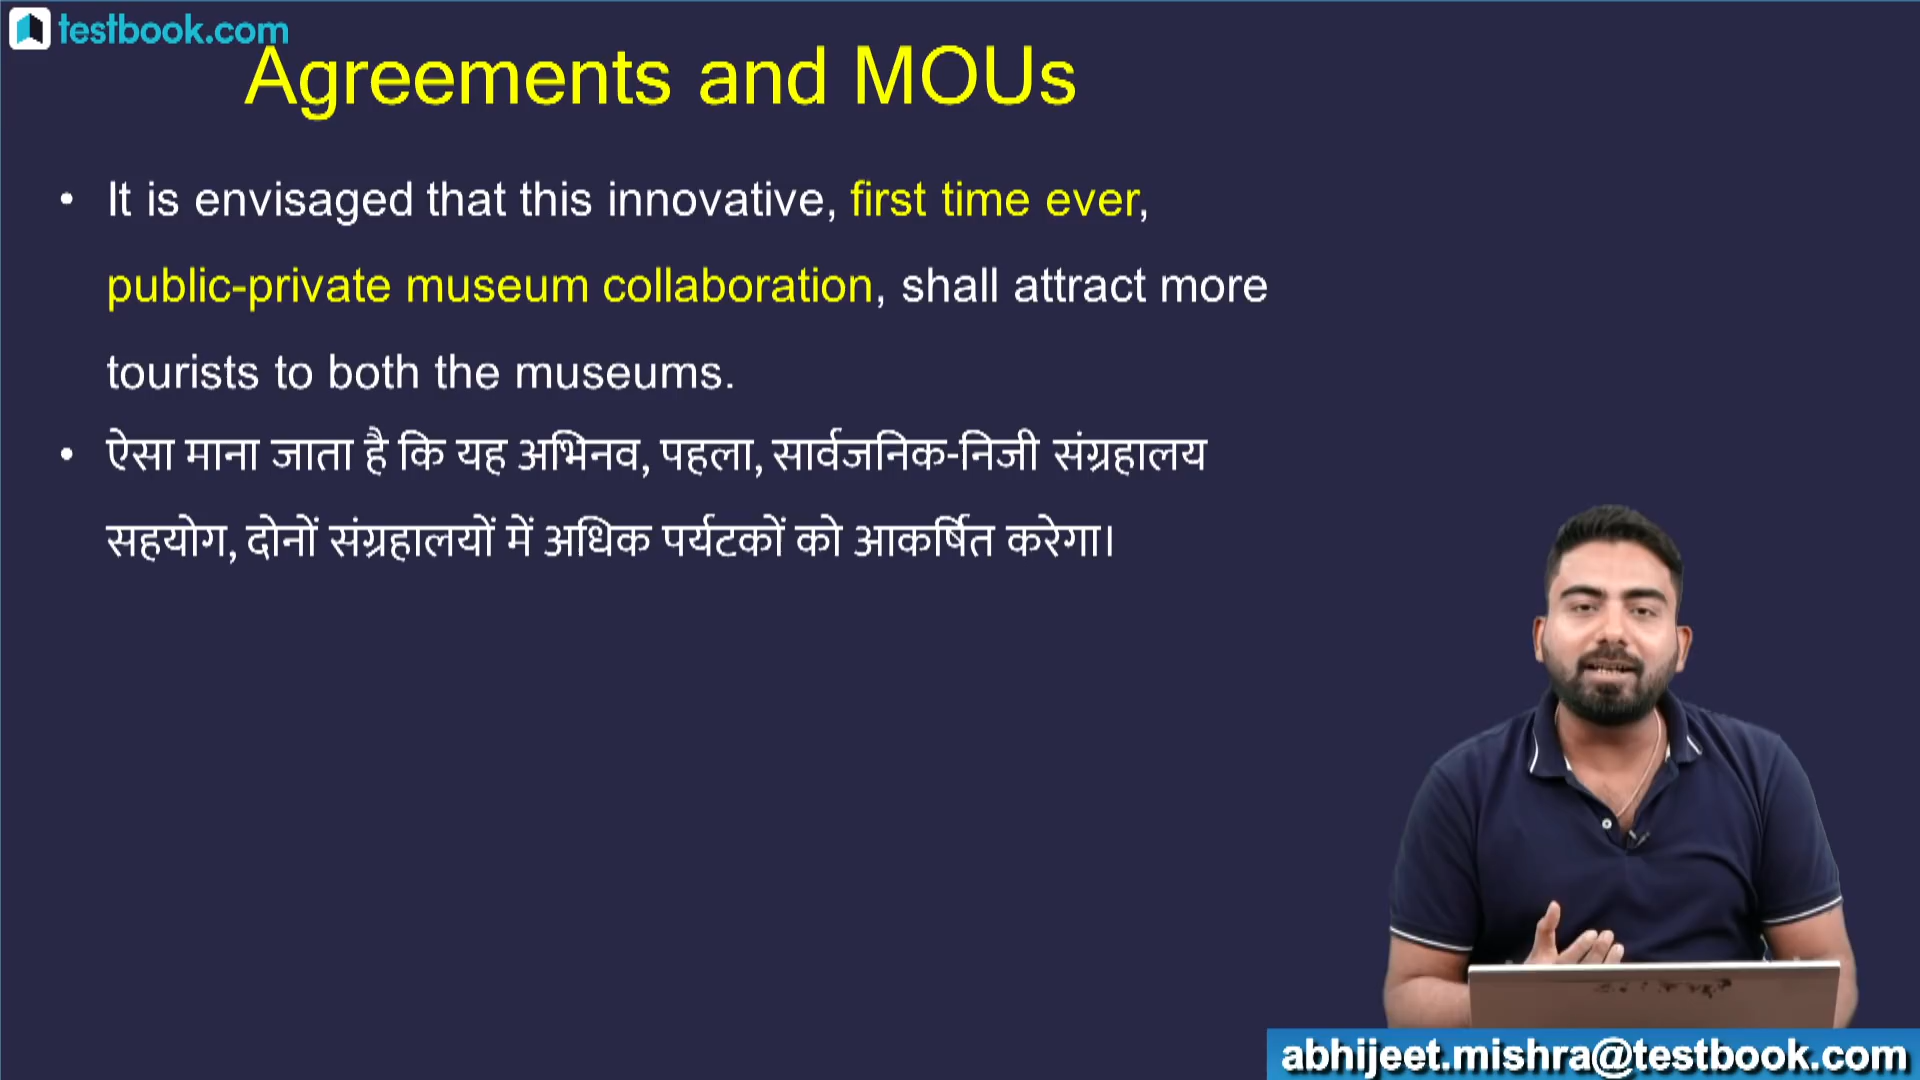 testbook.com
Agreements and MOUs
• It is envisaged that this innovative, first time ever,
public-private museum collaboration, shall attract more
tourists to both the museums.
• ऐसा माना जाता है कि यह अभिनव, पहला, सार्वजनिक-निजी संग्रहालय
सहयोग, दोनों संग्रहालयों में अधिक पर्यटकों को आकर्षित करेगा।
abhijeet.mishra@testbook.com